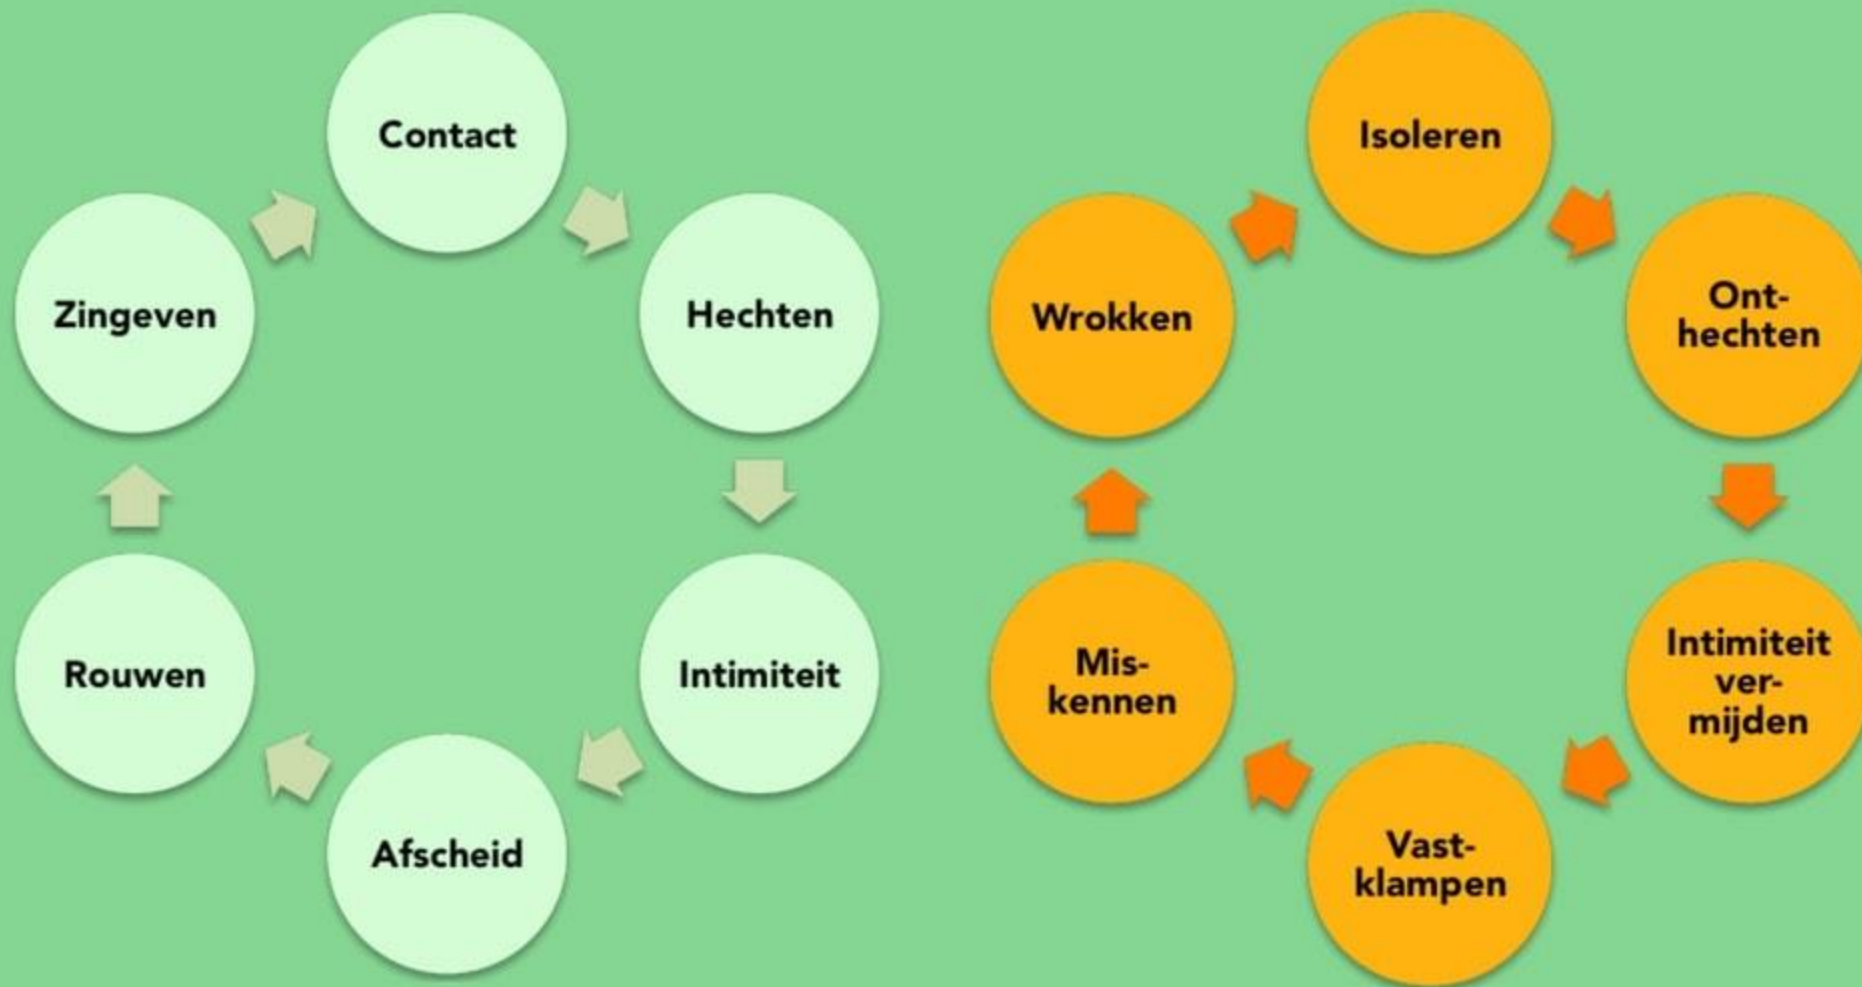 Contact
Hechten
Intimiteit
Afscheid
Rouwen
Zingeven
Isoleren
Ont-
hechten
Intimiteit
ver-
mijden
Vast-
klampen
Mis-
kennen
Wrokken